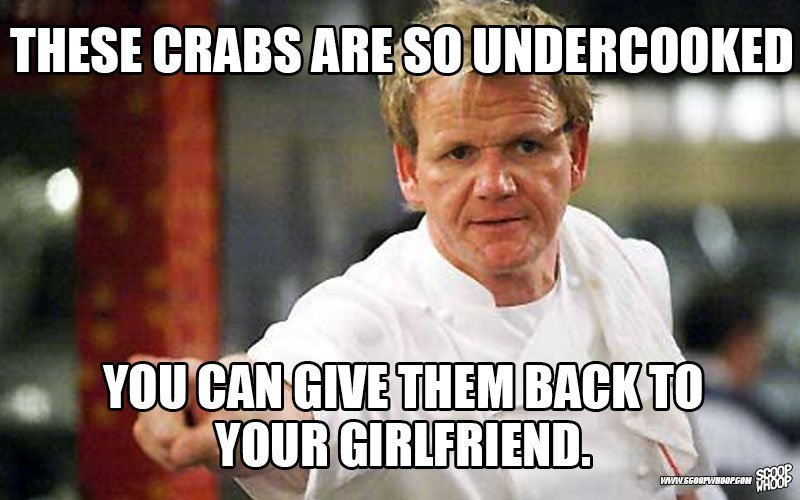 THESE CRABS ARE SO UNDERCOOKED
YOU CAN GIVE THEM BACK TO
YOUR GIRLFRIEND.
WWW.SCOOPWHOOP.COM
SCOOP
WHOOP